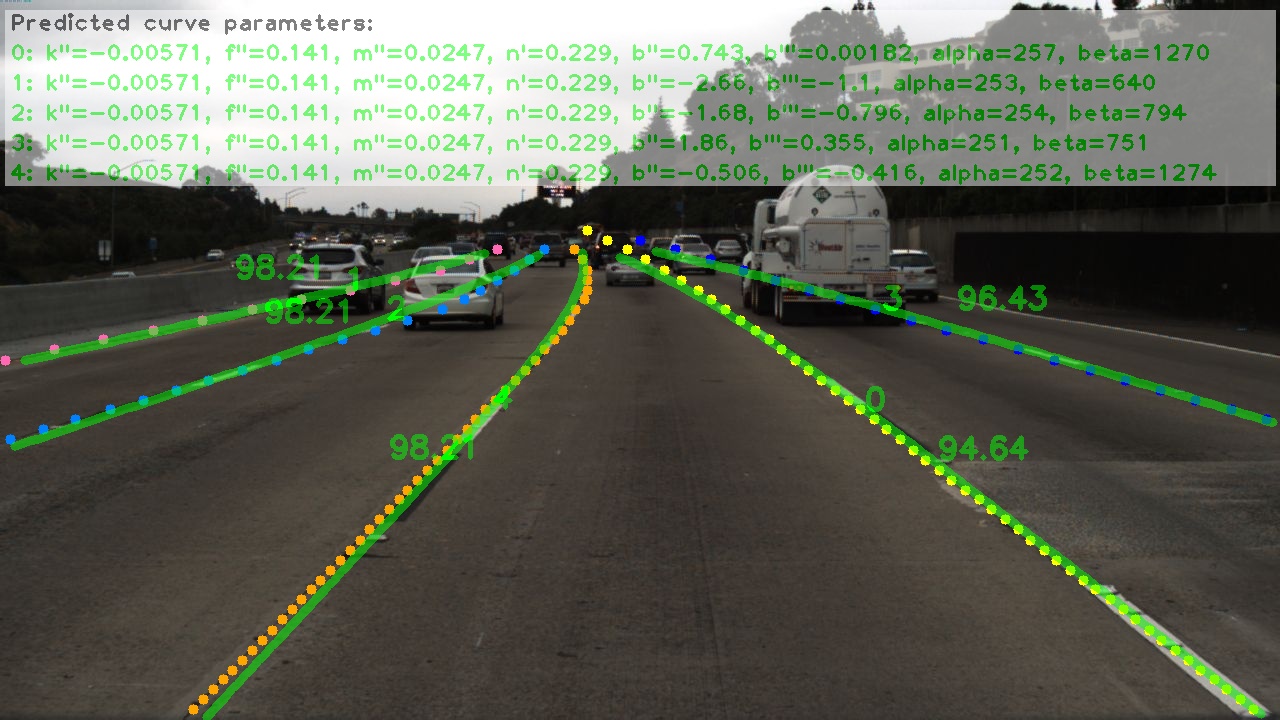 Predicted curve parameters:
0: k''=-0.00571, f''=0.141, m''=0.0247, n'=0.229, b''=0.743, b'''=0.00182, alpha=257, beta=1270
1: k''=-0.00571, f''=0.141, m''=0.0247, n'=0.229, b''=-2.66, b'''=-1.1, alpha=253, beta=640
2: k''=-0.00571, f''=0.141, m''=0.0247, n'=0.229, b''=-1.68, b'''=-0.796, alpha=254, beta=794
3: k''=-0.00571, f''=0.141, m''=0.0247, n'=0.229, b''=1.86, b'''=0.355, alpha=251, beta=751
4: k''=-0.00571, f''=0.141, m''=0.0247, n'=0.229, b''=-0.506, b'''=-0.416, alpha=252, beta=1274
98.21 1
98.21 2
3 96.43
4
0
98.21
94.64